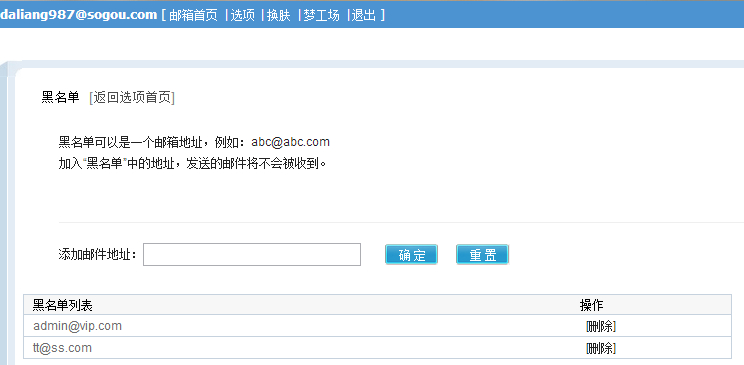 daliang987@sogou.com [ 邮箱首页 |选项 |换肤 |梦工场 |退出 ]
黑名单 [返回选项首页]
黑名单可以是一个邮箱地址，例如：abc@abc.com
加入“黑名单”中的地址，发送的邮件将不会被收到。
添加邮件地址： 确定 重置
黑名单列表 操作
admin@vip.com [删除]
tt@ss.com [删除]